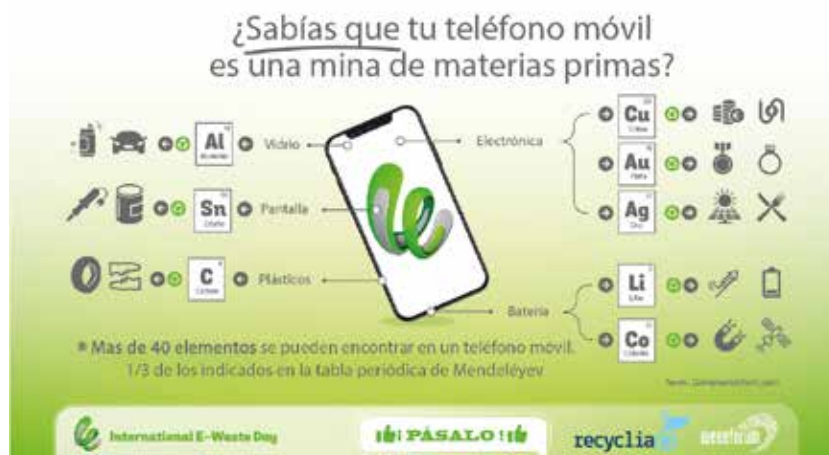 ¿Sabías que tu teléfono móvil
es una mina de materias primas?
Al
Vidrio
Sn
Pantalla
C
Plásticos
Electrónica
Cu
Au
Ag
Batería
Li
Co
* Mas de 40 elementos se pueden encontrar en un teléfono móvil.
1/3 de los indicados en la tabla periódica de Mendeléyev
International E-Waste Day
¡PÁSALO!
recyclia